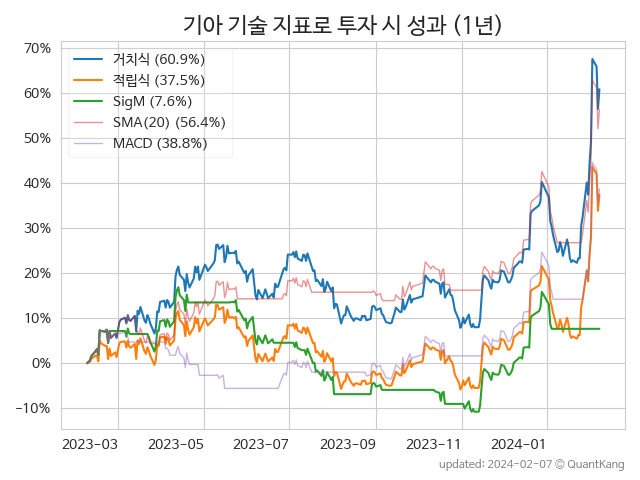 기아 기술 지표로 투자 시 성과 (1년)
70%
60%
50%
40%
30%
20%
10%
0%
−10%
거치식 (60.9%)
적립식 (37.5%)
SigM (7.6%)
SMA(20) (56.4%)
MACD (38.8%)
2023-03
2023-05
2023-07
2023-09
2023-11
2024-01
updated: 2024-02-07 © QuantKang